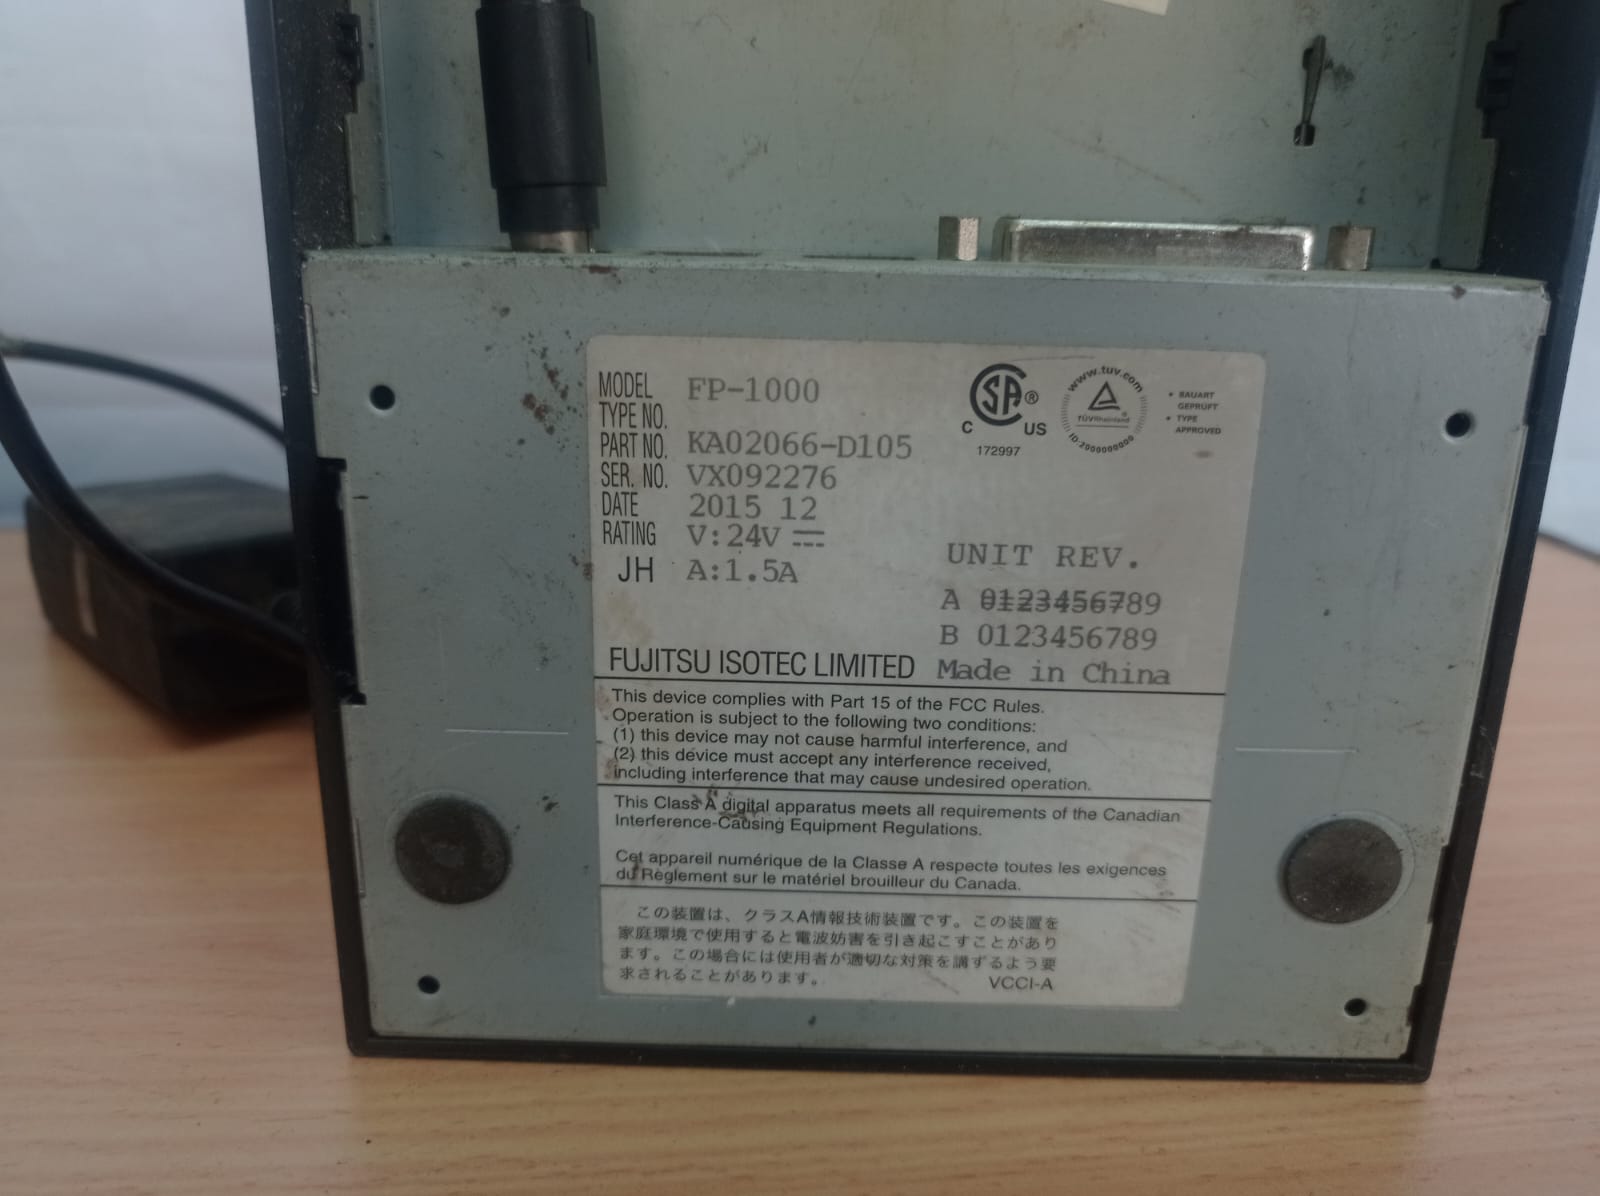 MODEL FP-1000
TYPE NO.
PART NO. KA02066-D105
SER. NO. VX092276
DATE 2015 12
RATING V:24V
JH A:1.5A
SA ®
C US
172997
www.tuv.com
TÜVRheinland ®
ID:2000000000
• BAUART
GEPRÜFT
• TYPE
APPROVED
UNIT REV.
A 0123456789
B 0123456789
FUJITSU ISOTEC LIMITED Made in China
This device complies with Part 15 of the FCC Rules.
Operation is subject to the following two conditions:
(1) this device may not cause harmful interference, and
(2) this device must accept any interference received,
including interference that may cause undesired operation.
This Class A digital apparatus meets all requirements of the Canadian
Interference-Causing Equipment Regulations.
Cet appareil numérique de la Classe A respecte toutes les exigences
du Règlement sur le matériel brouilleur du Canada.
この装置は、クラスA情報技術装置です。この装置を
家庭環境で使用すると電波妨害を引き起こすことがあり
ます。この場合には使用者が適切な対策を講ずるよう要
求されることがあります。 VCCI-A